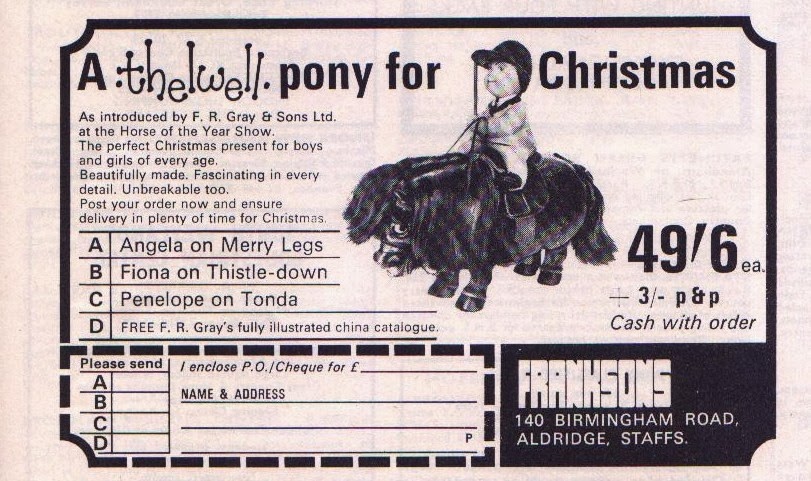 A thelwell. pony for Christmas
As introduced by F. R. Gray & Sons Ltd.
at the Horse of the Year Show.
The perfect Christmas present for boys
and girls of every age.
Beautifully made. Fascinating in every
detail. Unbreakable too.
Post your order now and ensure
delivery in plenty of time for Christmas.
A Angela on Merry Legs
B Fiona on Thistle-down
C Penelope on Tonda
D FREE F. R. Gray's fully illustrated china catalogue.
49/6 ea.
+ 3/- p&p
Cash with order
Please send
A
B
C
D
I enclose P.O./Cheque for £
NAME & ADDRESS
P
FRANKSONS
140 BIRMINGHAM ROAD,
ALDRIDGE, STAFFS.